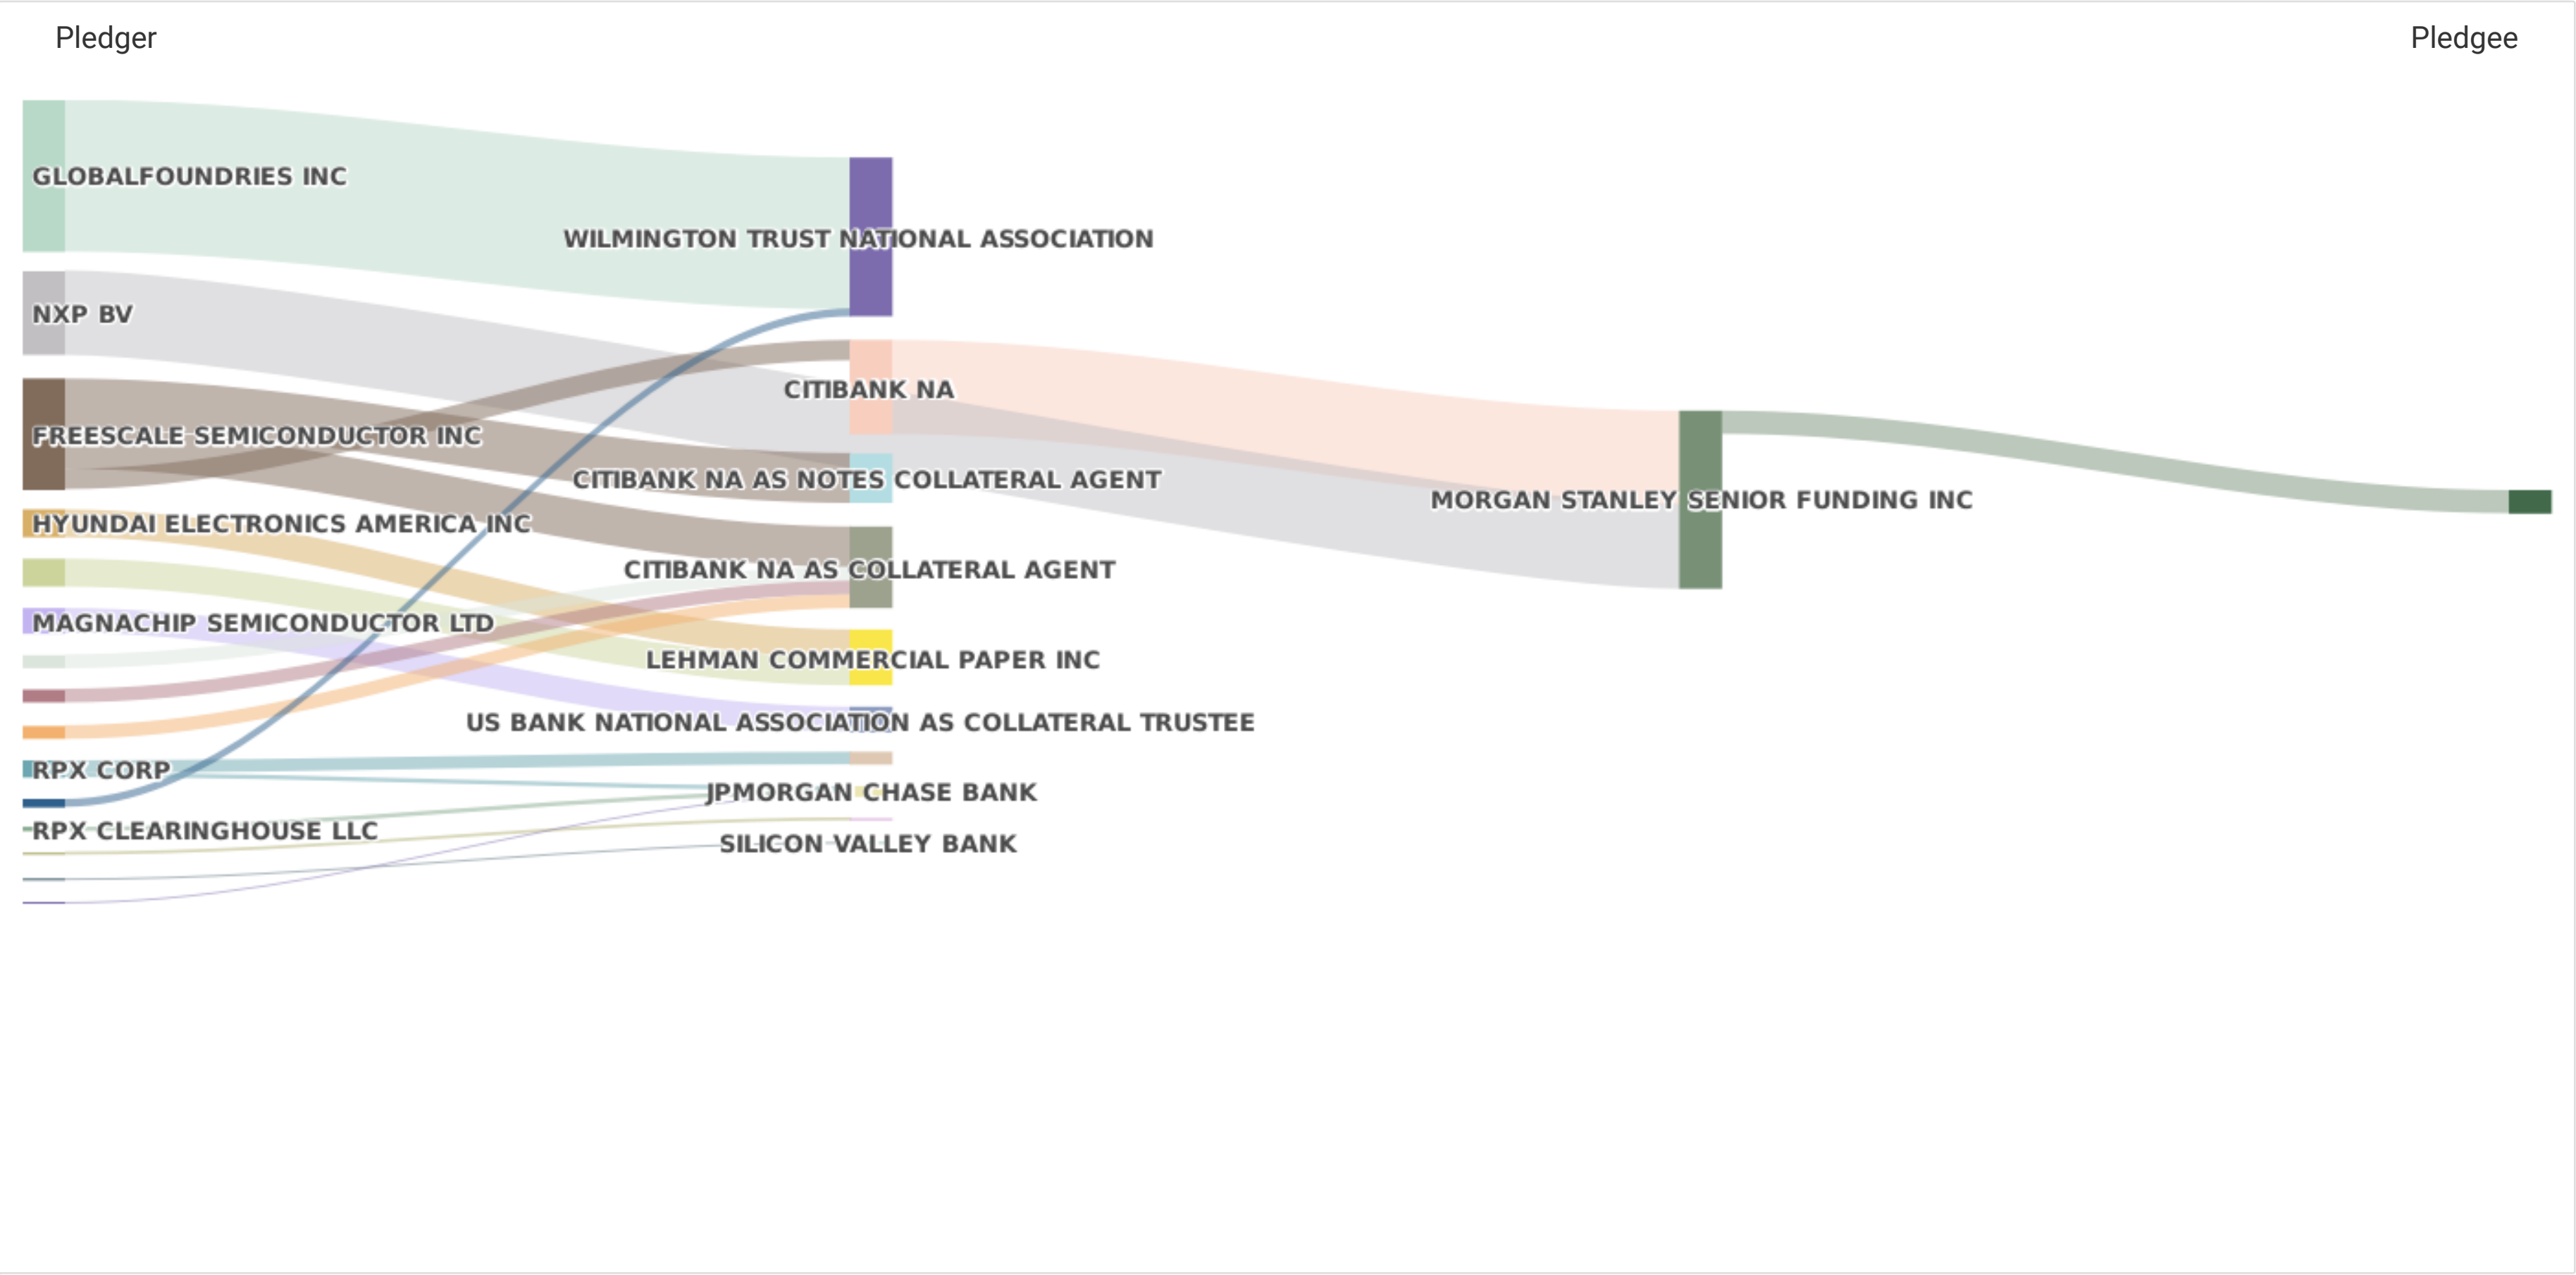 Pledger
Pledgee
GLOBALFOUNDRIES INC
WILMINGTON TRUST NATIONAL ASSOCIATION
NXP BV
CITIBANK NA
FREESCALE SEMICONDUCTOR INC
CITIBANK NA AS NOTES COLLATERAL AGENT
MORGAN STANLEY SENIOR FUNDING INC
HYUNDAI ELECTRONICS AMERICA INC
CITIBANK NA AS COLLATERAL AGENT
MAGNACHIP SEMICONDUCTOR LTD
LEHMAN COMMERCIAL PAPER INC
US BANK NATIONAL ASSOCIATION AS COLLATERAL TRUSTEE
RPX CORP
JPMORGAN CHASE BANK
RPX CLEARINGHOUSE LLC
SILICON VALLEY BANK